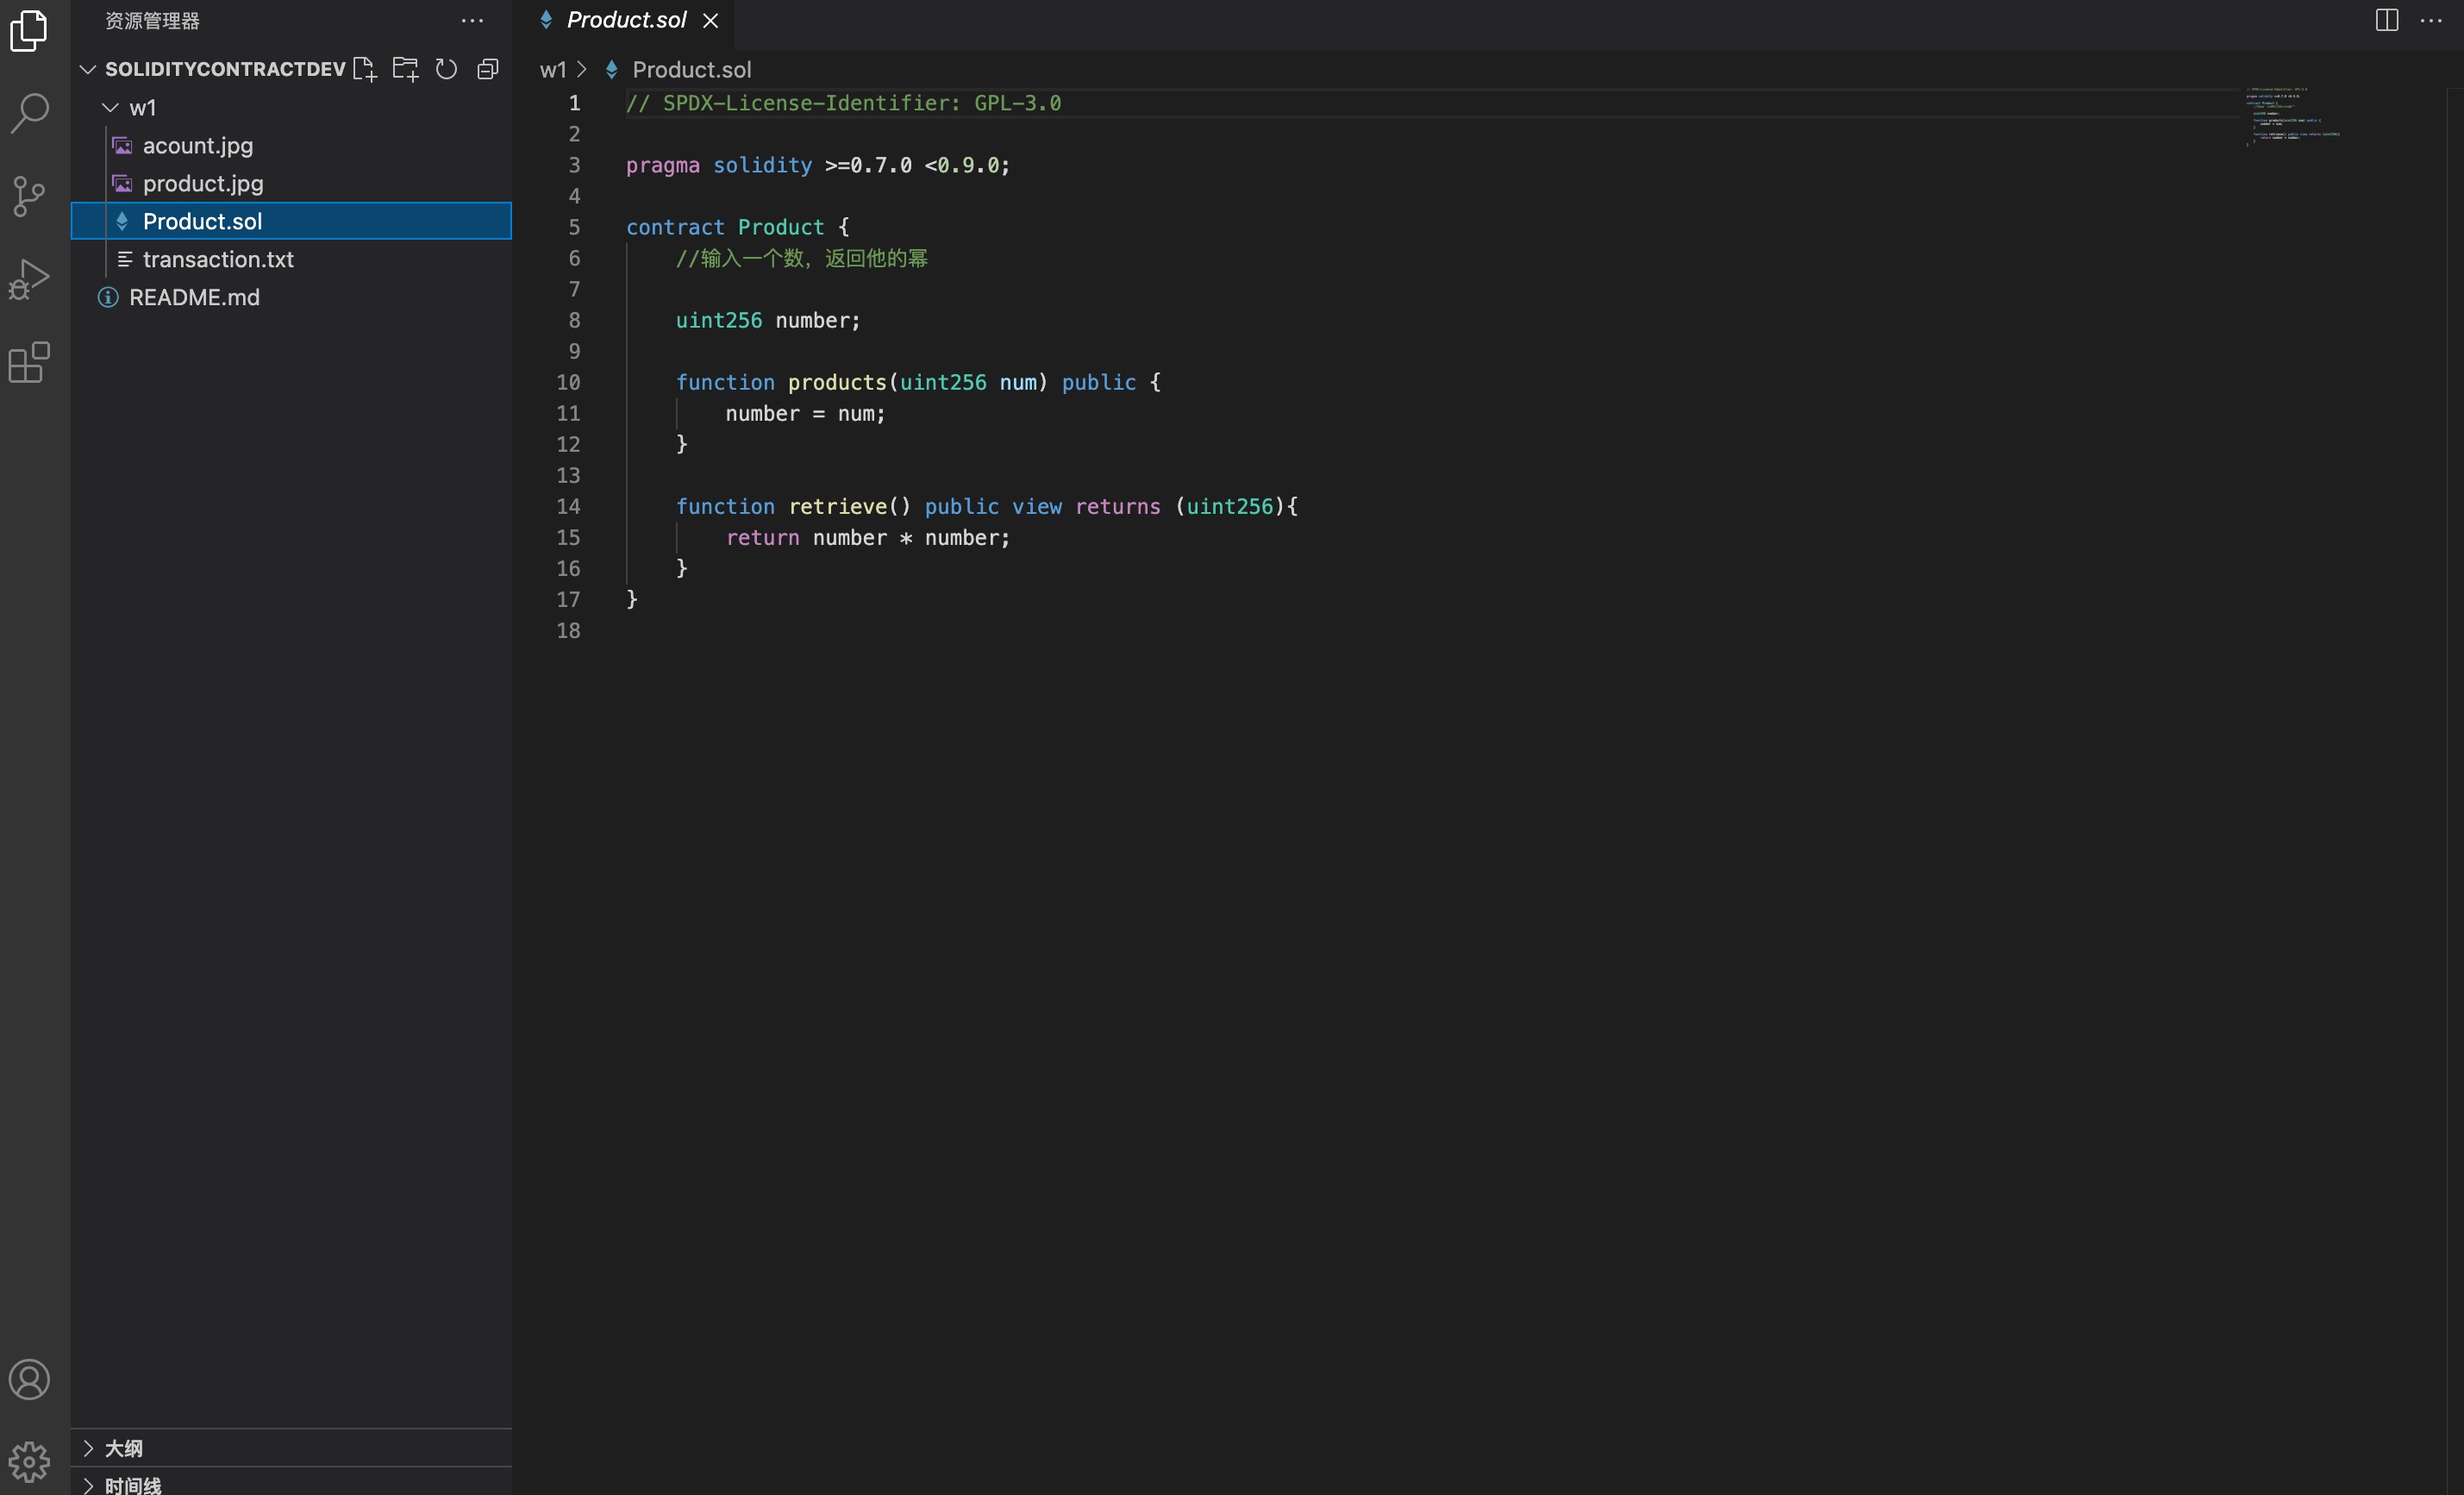 资源管理器
SOLIDITYCONTRACTDEV
w1
acount.jpg
product.jpg
Product.sol
transaction.txt
README.md
大纲
时间线
Product.sol
w1 > Product.sol
1 // SPDX-License-Identifier: GPL-3.0
2
3 pragma solidity >=0.7.0 <0.9.0;
4
5 contract Product {
6 //输入一个数，返回他的幂
7
8 uint256 number;
9
10 function products(uint256 num) public {
11 number = num;
12 }
13
14 function retrieve() public view returns (uint256){
15 return number * number;
16 }
17 }
18